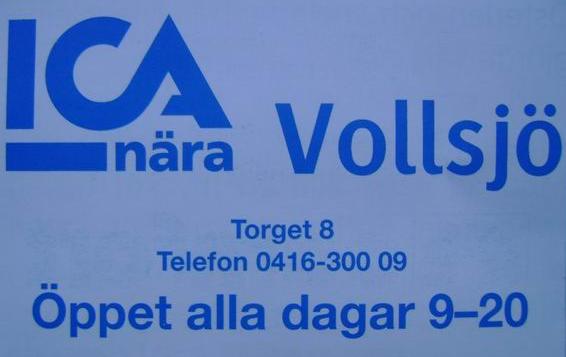 ICA
nära Vollsjö
Torget 8
Telefon 0416-300 09
Öppet alla dagar 9–20